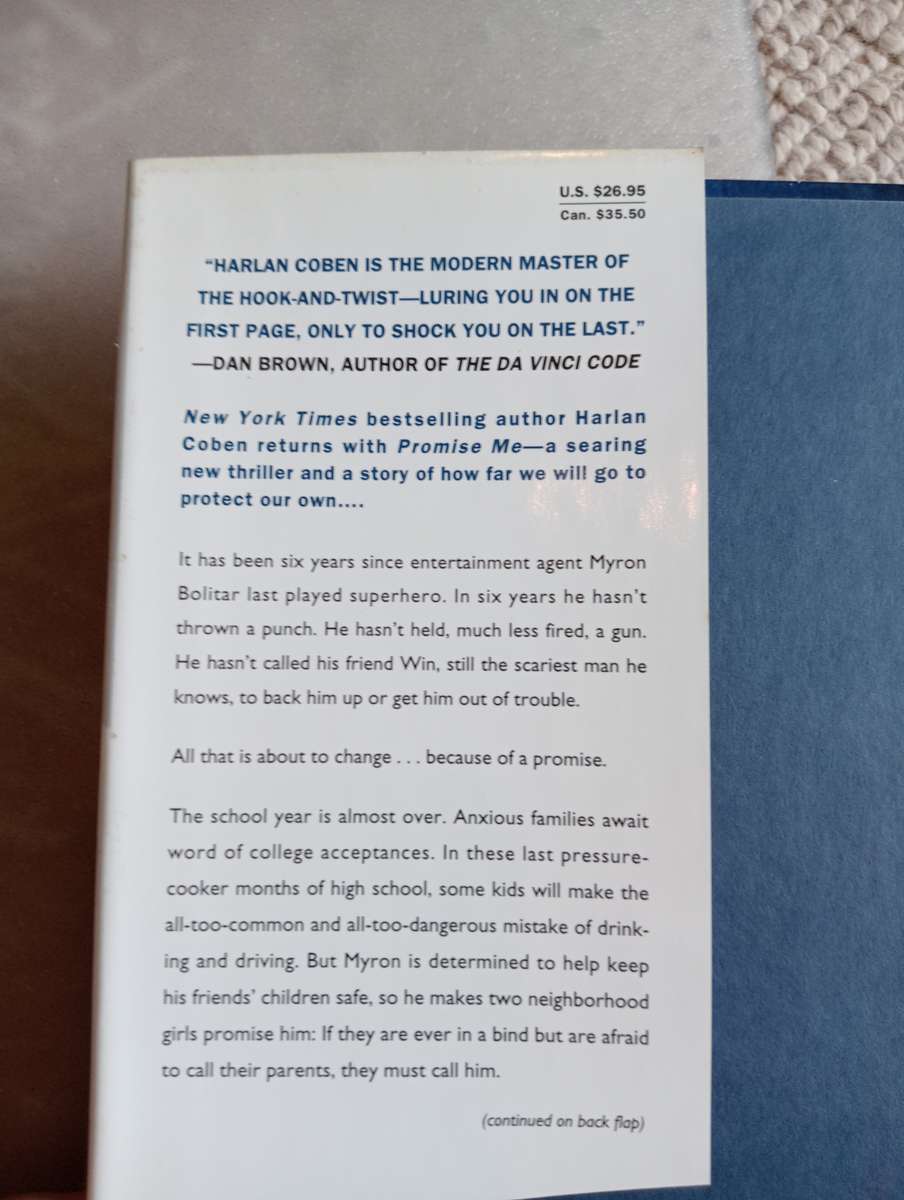 U.S. $26.95
Can. $35.50
“HARLAN COBEN IS THE MODERN MASTER OF
THE HOOK-AND-TWIST—LURING YOU IN ON THE
FIRST PAGE, ONLY TO SHOCK YOU ON THE LAST.”
—DAN BROWN, AUTHOR OF THE DA VINCI CODE
New York Times bestselling author Harlan
Coben returns with Promise Me—a searing
new thriller and a story of how far we will go to
protect our own....
It has been six years since entertainment agent Myron
Bolitar last played superhero. In six years he hasn’t
thrown a punch. He hasn’t held, much less fired, a gun.
He hasn’t called his friend Win, still the scariest man he
knows, to back him up or get him out of trouble.
All that is about to change . . . because of a promise.
The school year is almost over. Anxious families await
word of college acceptances. In these last pressure-
cooker months of high school, some kids will make the
all-too-common and all-too-dangerous mistake of drink-
ing and driving. But Myron is determined to help keep
his friends’ children safe, so he makes two neighborhood
girls promise him: If they are ever in a bind but are afraid
to call their parents, they must call him.
(continued on back flap)